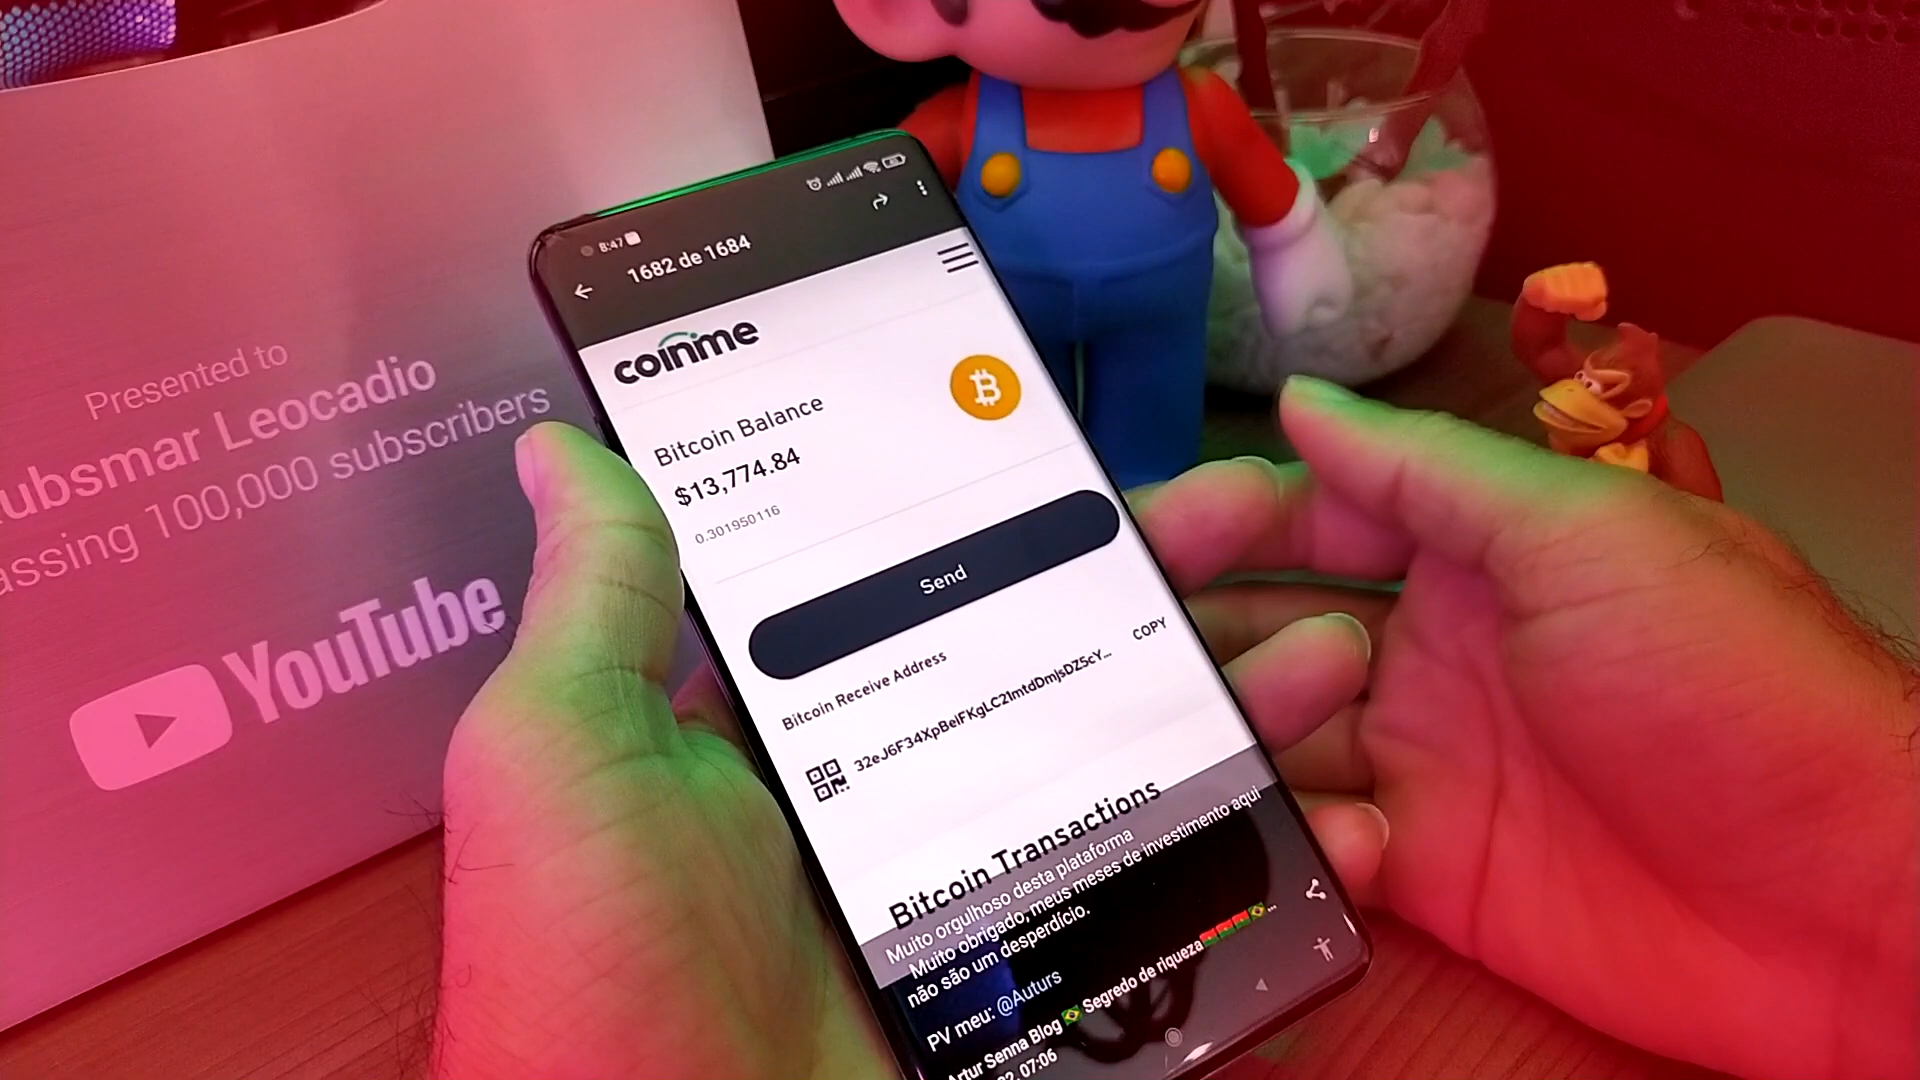 Presented to
ubsmar Leocadio
assing 100,000 subscribers
YouTube
8:47
1682 de 1684
coinme
Bitcoin Balance
$13,774.84
0.301950116
Send
Bitcoin Receive Address
COPY
Bitcoin Transactions
Muito orgulhoso desta plataforma
Muito obrigado, meus meses de investimento aqui
não são um desperdício.
PV meu: @Auturs
Artur Senna Blog 🇧🇷 Segredo de riqueza
22, 07:06